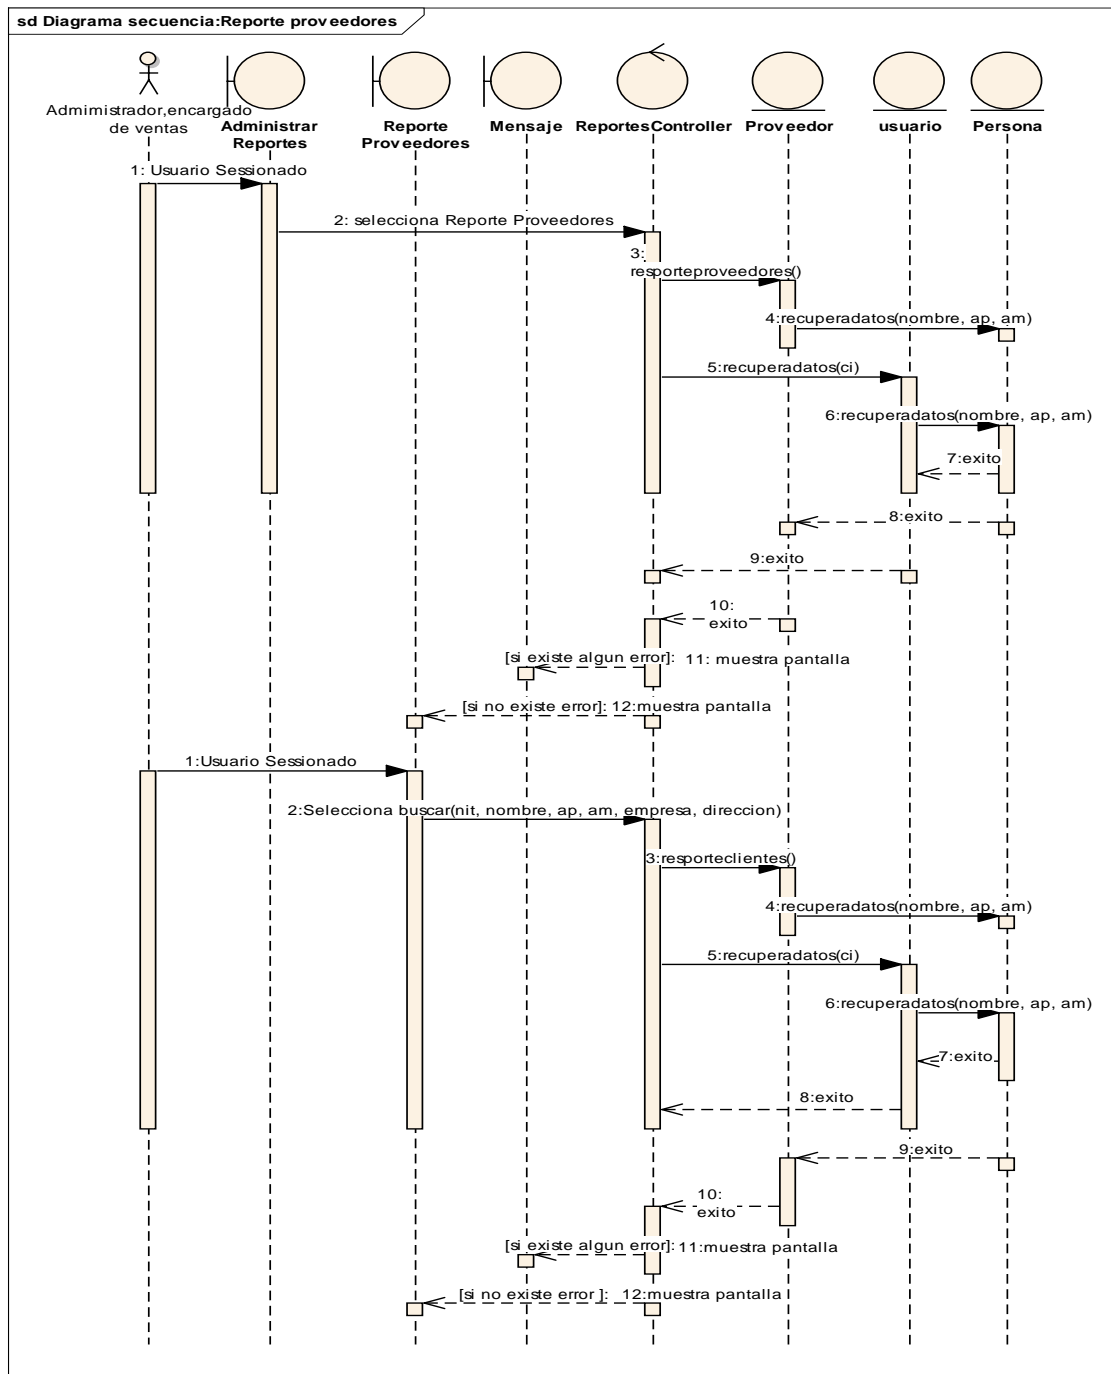 sd Diagrama secuencia:Reporte proveedores
Admimistrador,encargado
de ventas
Administrar
Reportes
Reporte
Proveedores
Mensaje
ReportesController
Proveedor
usuario
Persona
1: Usuario Sessionado
2: selecciona Reporte Proveedores
3:
resporteproveedores()
4:recuperadatos(nombre, ap, am)
5:recuperadatos(ci)
6:recuperadatos(nombre, ap, am)
7:exito
8:exito
9:exito
10:
exito
[si existe algun error]: 11: muestra pantalla
[si no existe error]: 12:muestra pantalla
1:Usuario Sessionado
2:Selecciona buscar(nit, nombre, ap, am, empresa, direccion)
3:resporteclientes()
4:recuperadatos(nombre, ap, am)
5:recuperadatos(ci)
6:recuperadatos(nombre, ap, am)
7:exito
8:exito
9:exito
10:
exito
[si existe algun error]: 11:muestra pantalla
[si no existe error ]: 12:muestra pantalla